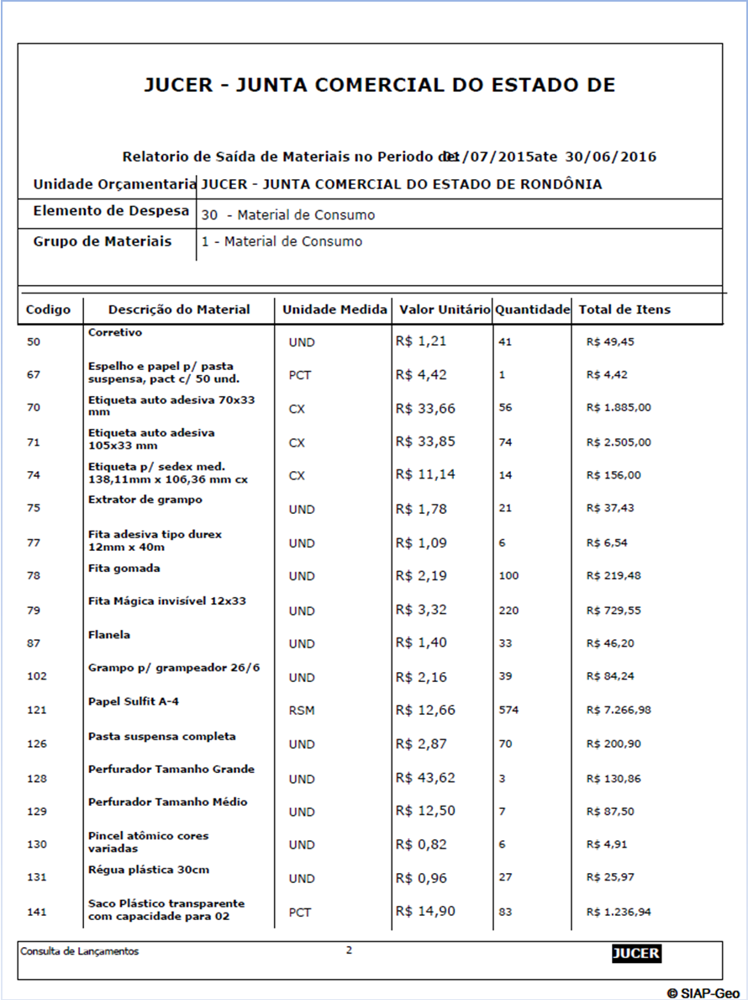 JUCER - JUNTA COMERCIAL DO ESTADO DE
Relatorio de Saída de Materiais no Periodo de: 01/07/2015ate 30/06/2016
Unidade Orçamentaria JUCER - JUNTA COMERCIAL DO ESTADO DE RONDÔNIA
Elemento de Despesa 30 - Material de Consumo
Grupo de Materiais 1 - Material de Consumo
Codigo Descrição do Material Unidade Medida Valor Unitário Quantidade Total de Itens
50 Corretivo UND R$ 1,21 41 R$ 49,45
67 Espelho e papel p/ pasta
suspensa, pact c/ 50 und. PCT R$ 4,42 1 R$ 4,42
70 Etiqueta auto adesiva 70x33
mm CX R$ 33,66 56 R$ 1.885,00
71 Etiqueta auto adesiva
105x33 mm CX R$ 33,85 74 R$ 2.505,00
74 Etiqueta p/ sedex med.
138,11mm x 106,36 mm cx CX R$ 11,14 14 R$ 156,00
75 Extrator de grampo UND R$ 1,78 21 R$ 37,43
77 Fita adesiva tipo durex
12mm x 40m UND R$ 1,09 6 R$ 6,54
78 Fita gomada UND R$ 2,19 100 R$ 219,48
79 Fita Mágica invisível 12x33 UND R$ 3,32 220 R$ 729,55
87 Flanela UND R$ 1,40 33 R$ 46,20
102 Grampo p/ grampeador 26/6 UND R$ 2,16 39 R$ 84,24
121 Papel Sulfit A-4 RSM R$ 12,66 574 R$ 7.266,98
126 Pasta suspensa completa UND R$ 2,87 70 R$ 200,90
128 Perfurador Tamanho Grande UND R$ 43,62 3 R$ 130,86
129 Perfurador Tamanho Médio UND R$ 12,50 7 R$ 87,50
130 Pincel atômico cores
variadas UND R$ 0,82 6 R$ 4,91
131 Régua plástica 30cm UND R$ 0,96 27 R$ 25,97
141 Saco Plástico transparente
com capacidade para 02 PCT R$ 14,90 83 R$ 1.236,94
Consulta de Lançamentos 2 JUCER
© SIAP-Geo